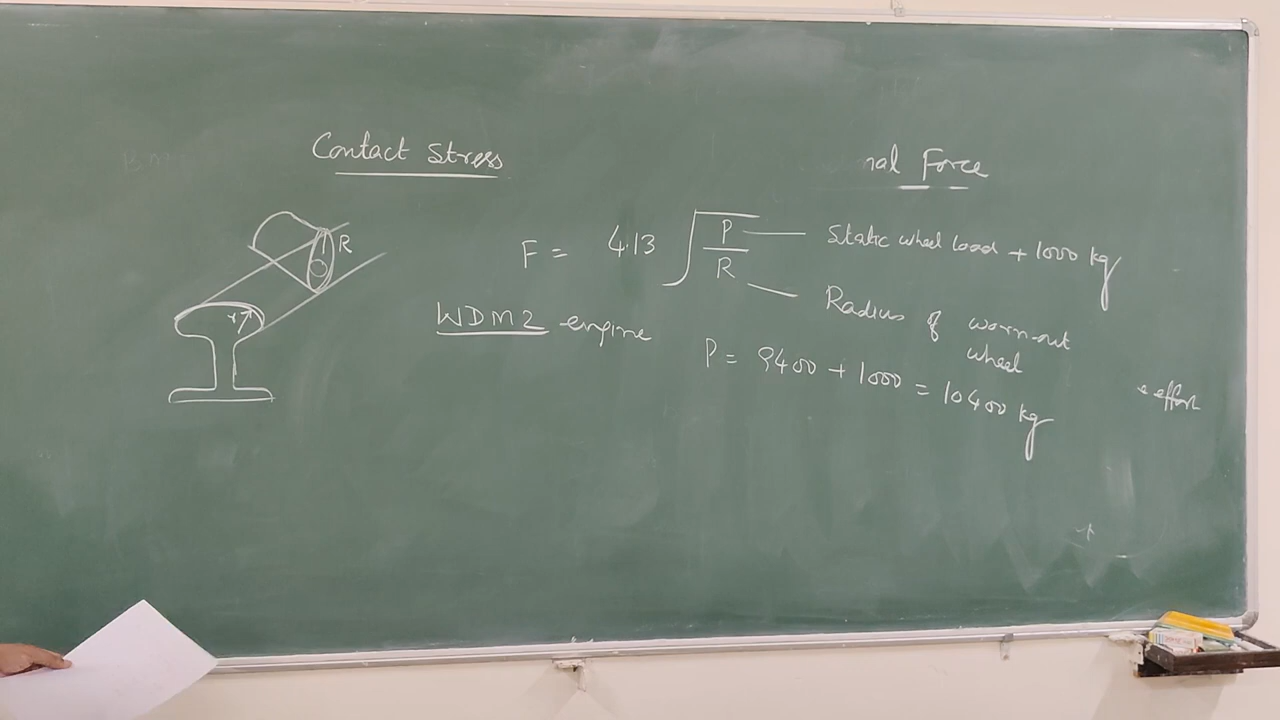 Contact Stress
nal Force
R
r
F = 4.13 √ P / R
Static wheel load + 1000 kg
Radius of worn-out
wheel
WDM2 engine
P = 9400 + 1000 = 10400 kg
effort